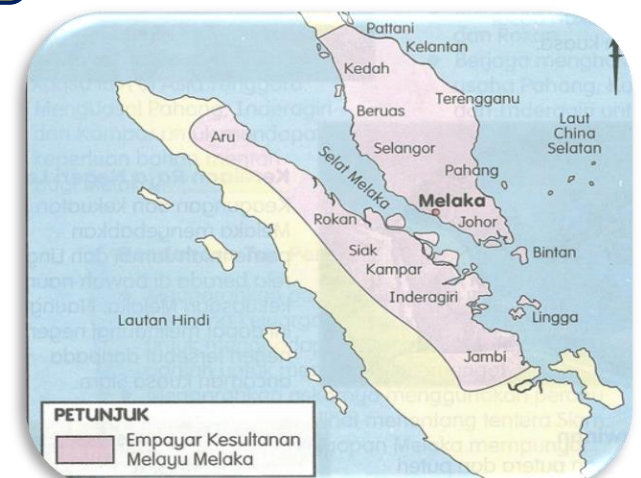 Pattani
Kelantan
Kedah
Terengganu
Beruas
Laut
China
Selatan
Aru
Selangor
Selat Melaka
Pahang
Melaka
Rokan
Johor
Siak
Bintan
Kampar
Inderagiri
Lautan Hindi
Lingga
Jambi
PETUNJUK
Empayar Kesultanan
Melayu Melaka